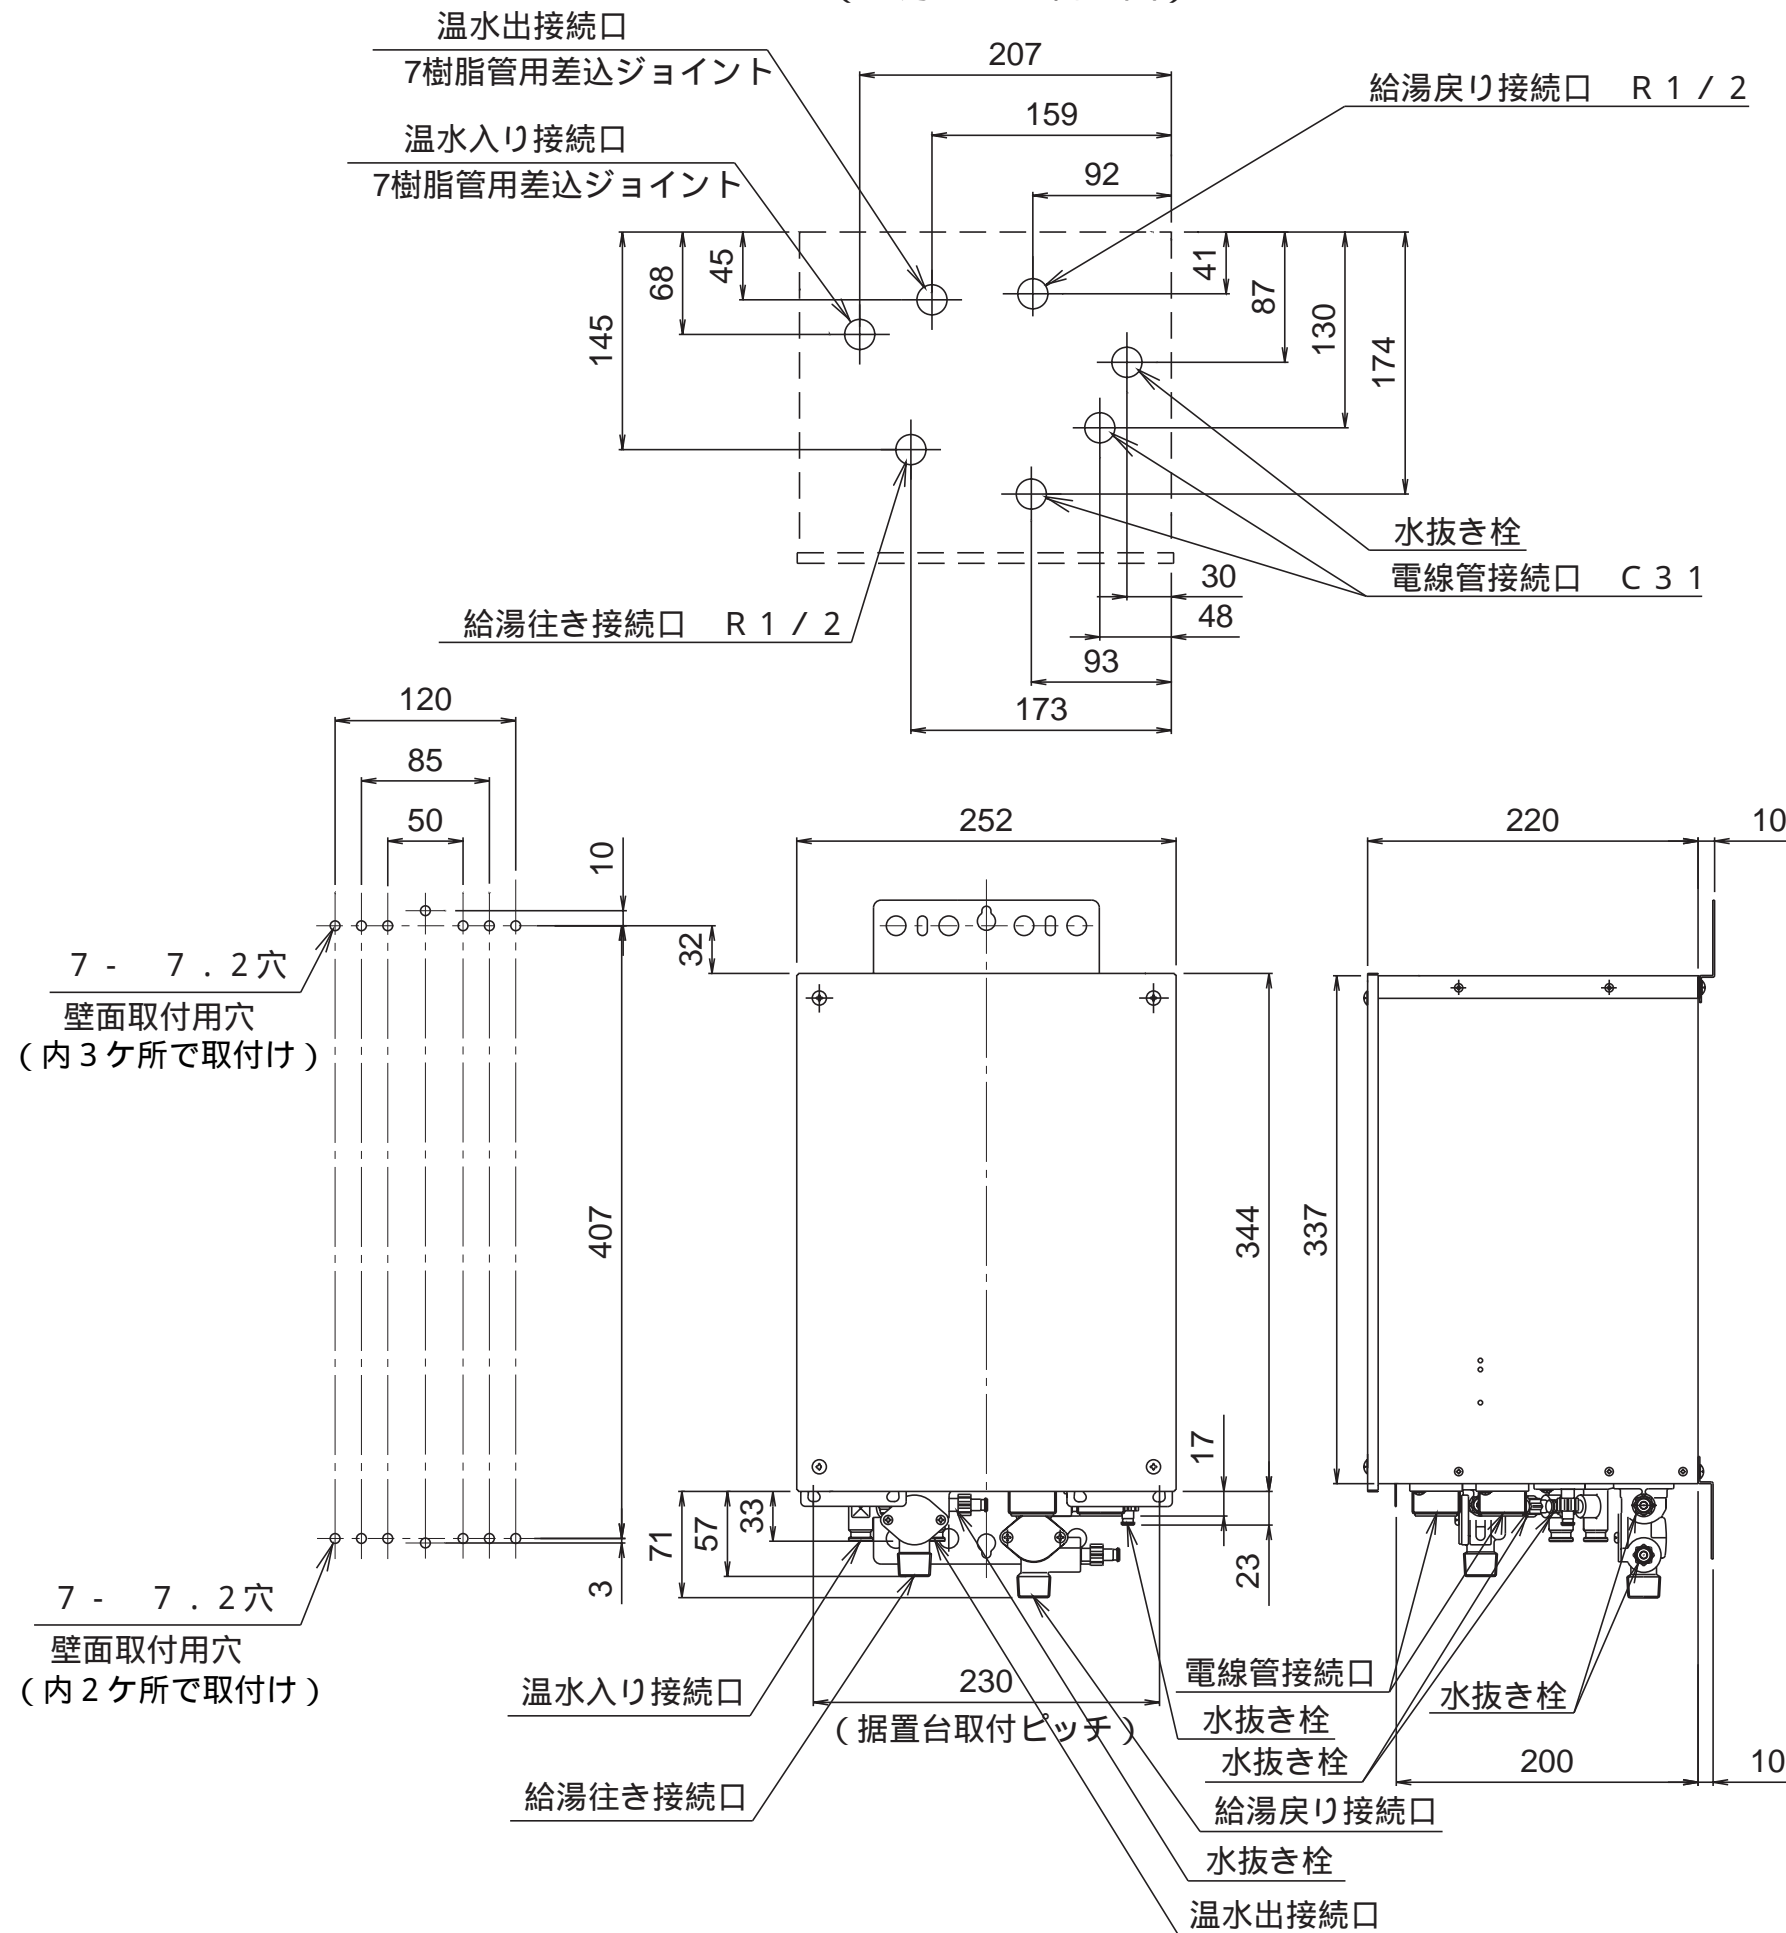 温水出接続口
7樹脂管用差込ジョイント
207
給湯戻り接続口 R1/2
159
温水入り接続口
7樹脂管用差込ジョイント
92
145
68
45
41
87
130
174
水抜き栓
電線管接続口 C31
30
48
給湯往き接続口 R1/2
93
173
120
85
50
10
252
220
10
32
7- 7.2穴
壁面取付用穴
(内3ケ所で取付け)
407
344
337
17
33
57
71
23
3
7- 7.2穴
壁面取付用穴
(内2ケ所で取付け)
温水入り接続口
230
(据置台取付ピッチ)
電線管接続口
水抜き栓
水抜き栓
水抜き栓
200
10
給湯往き接続口
給湯戻り接続口
水抜き栓
温水出接続口